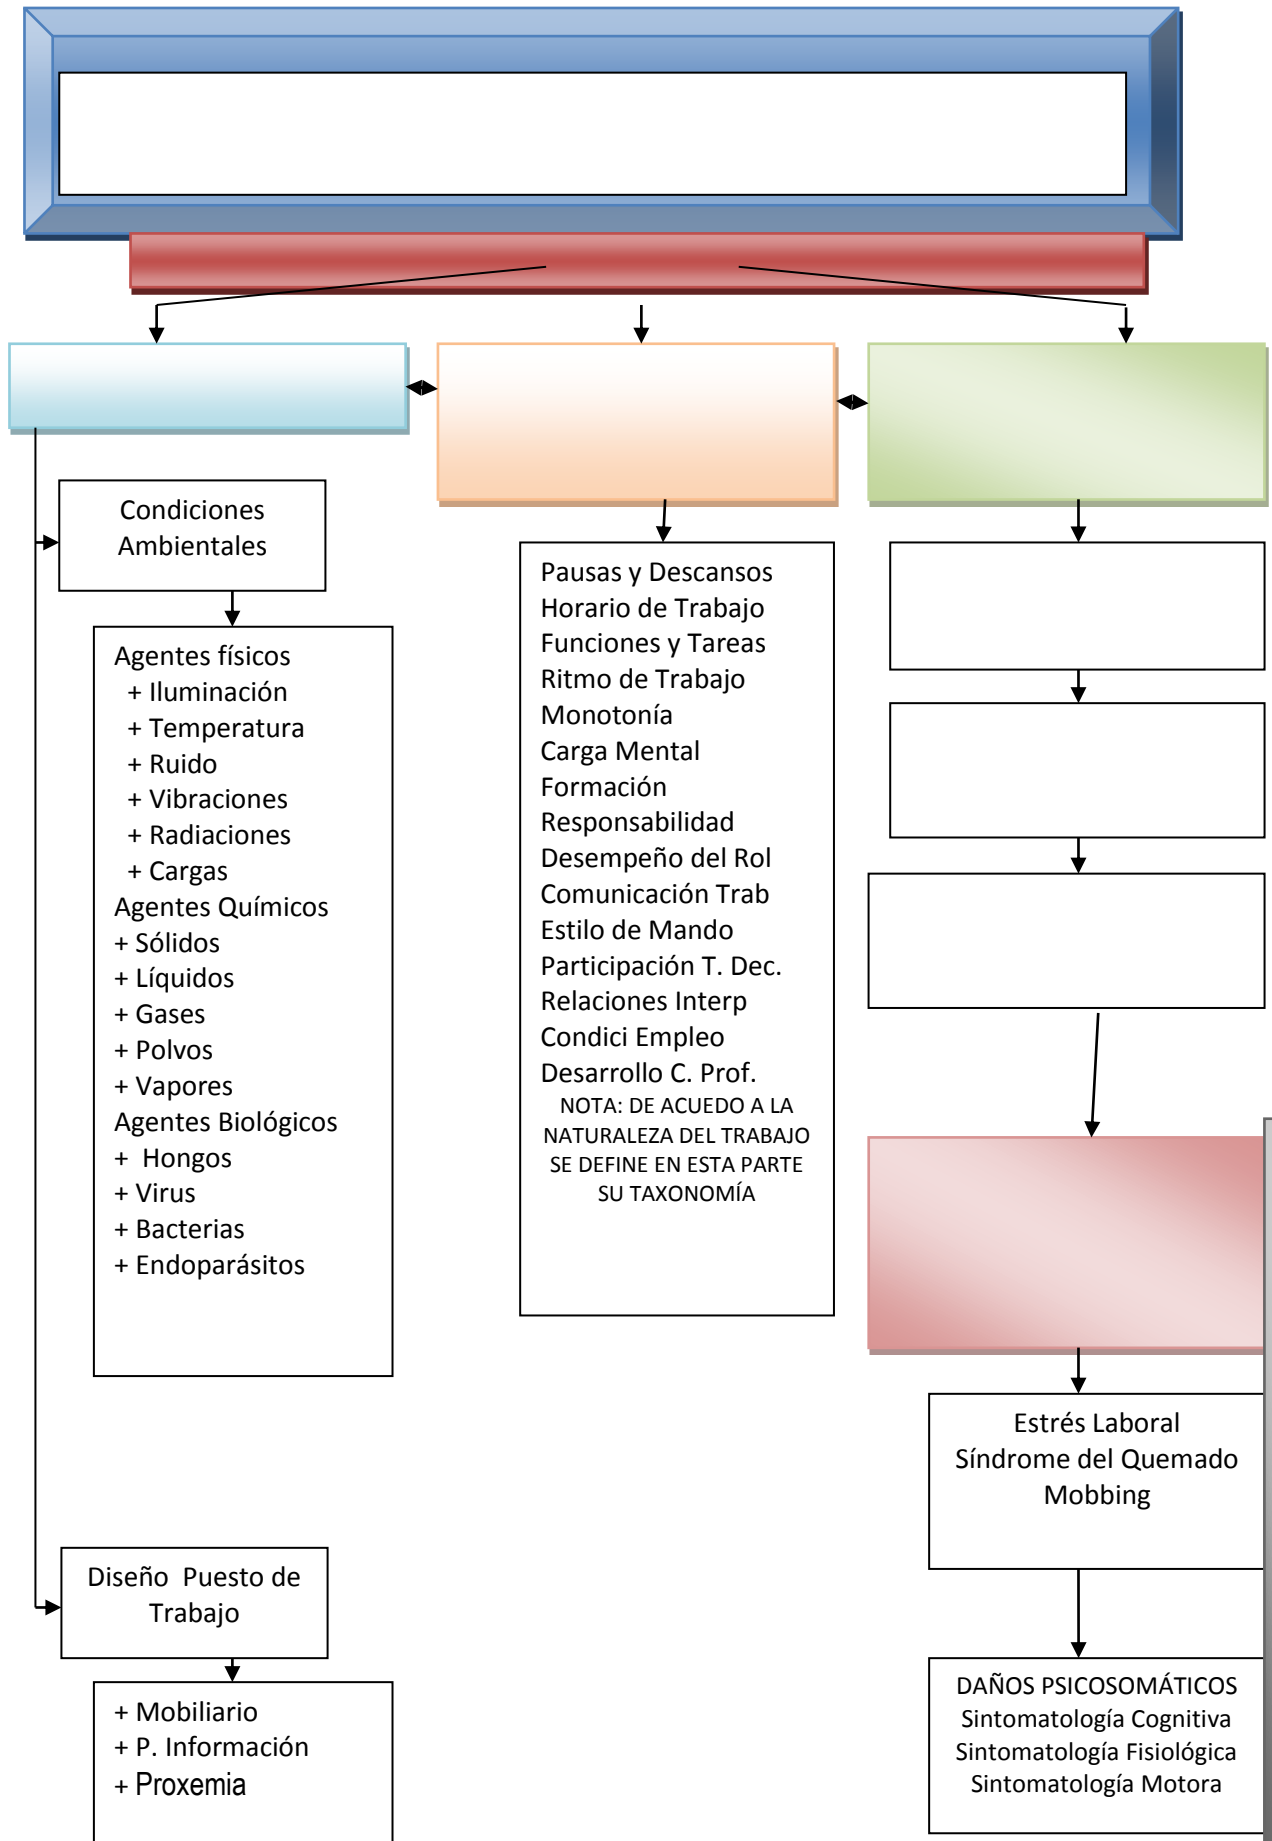 Condiciones
Ambientales
Agentes físicos
+ Iluminación
+ Temperatura
+ Ruido
+ Vibraciones
+ Radiaciones
+ Cargas
Agentes Químicos
+ Sólidos
+ Líquidos
+ Gases
+ Polvos
+ Vapores
Agentes Biológicos
+ Hongos
+ Virus
+ Bacterias
+ Endoparásitos
Diseño Puesto de
Trabajo
+ Mobiliario
+ P. Información
+ Proxemia
Pausas y Descansos
Horario de Trabajo
Funciones y Tareas
Ritmo de Trabajo
Monotonía
Carga Mental
Formación
Responsabilidad
Desempeño del Rol
Comunicación Trab
Estilo de Mando
Participación T. Dec.
Relaciones Interp
Condici Empleo
Desarrollo C. Prof.
NOTA: DE ACUEDO A LA
NATURALEZA DEL TRABAJO
SE DEFINE EN ESTA PARTE
SU TAXONOMÍA
Estrés Laboral
Síndrome del Quemado
Mobbing
DAÑOS PSICOSOMÁTICOS
Sintomatología Cognitiva
Sintomatología Fisiológica
Sintomatología Motora